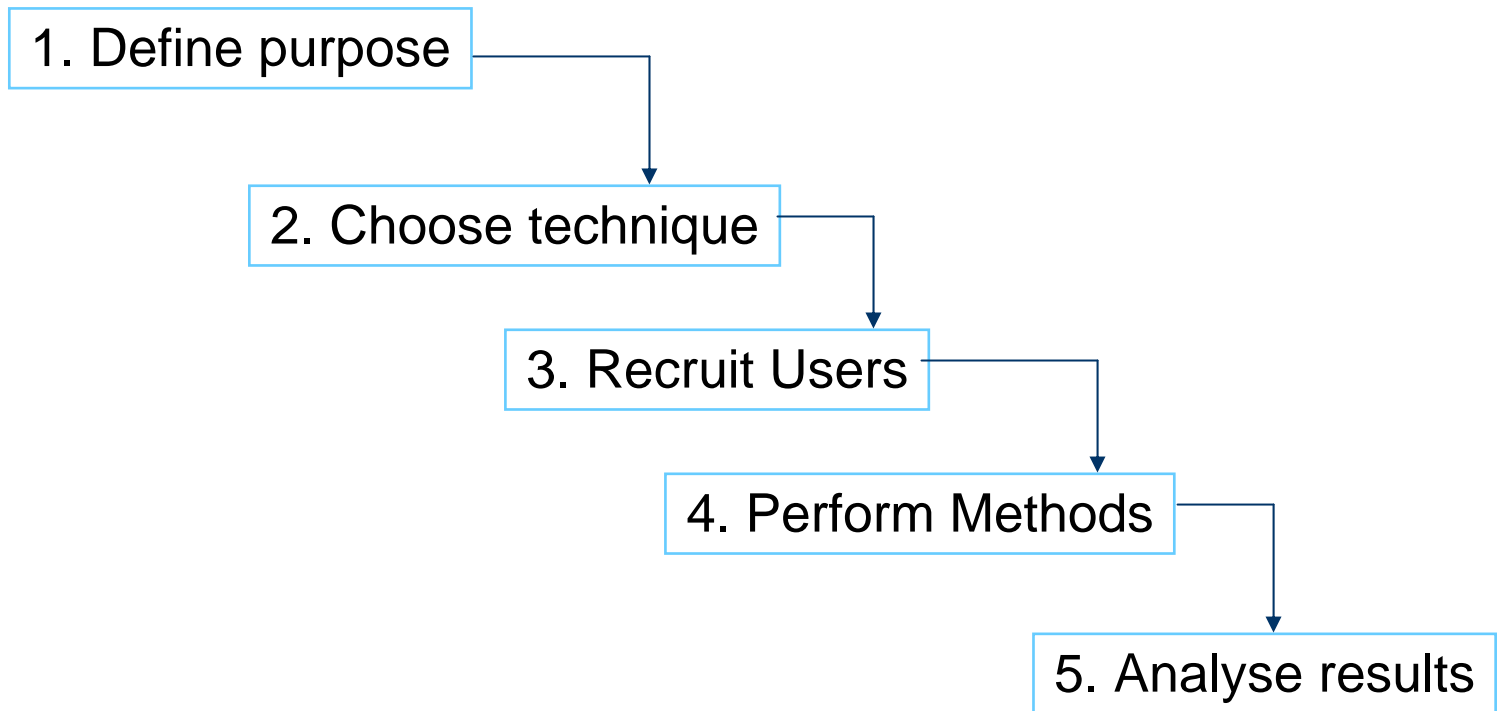 1. Define purpose
2. Choose technique
3. Recruit Users
4. Perform Methods
5. Analyse results